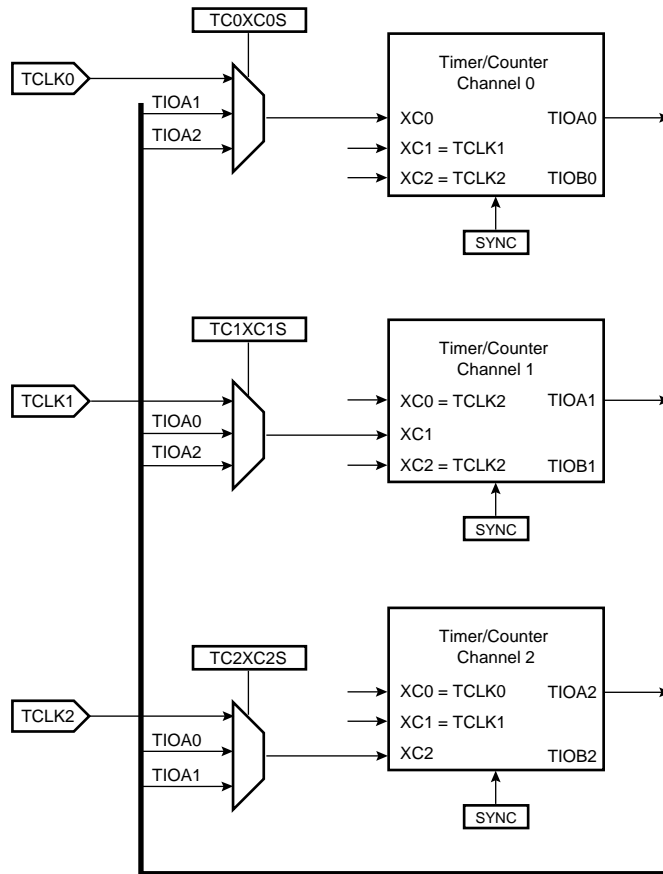 TC0XC0S
TCLK0
TIOA1
TIOA2
Timer/Counter
Channel 0
XC0
TIOA0
XC1 = TCLK1
XC2 = TCLK2
TIOB0
SYNC
TC1XC1S
TCLK1
TIOA0
TIOA2
Timer/Counter
Channel 1
XC0 = TCLK2
TIOA1
XC1
XC2 = TCLK2
TIOB1
SYNC
TC2XC2S
TCLK2
TIOA0
TIOA1
Timer/Counter
Channel 2
XC0 = TCLK0
TIOA2
XC1 = TCLK1
XC2
TIOB2
SYNC